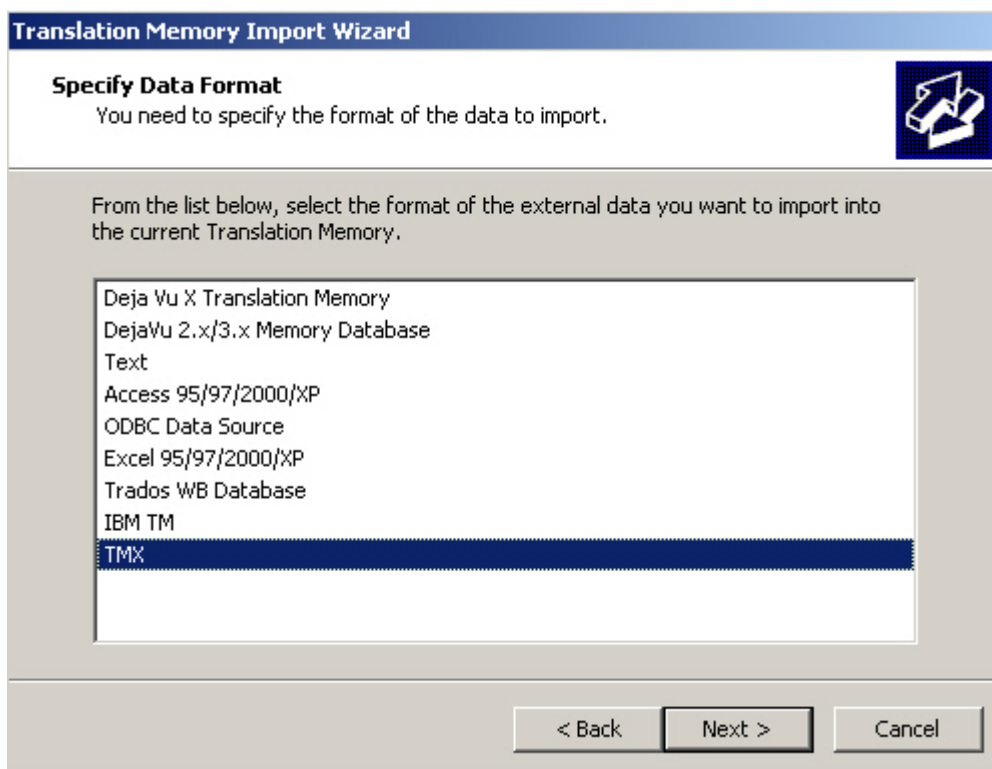 Translation Memory Import Wizard
Specify Data Format
You need to specify the format of the data to import.
From the list below, select the format of the external data you want to import into
the current Translation Memory.
Deja Vu X Translation Memory
DejaVu 2.x/3.x Memory Database
Text
Access 95/97/2000/XP
ODBC Data Source
Excel 95/97/2000/XP
Trados WB Database
IBM TM
TMX
< Back
Next >
Cancel